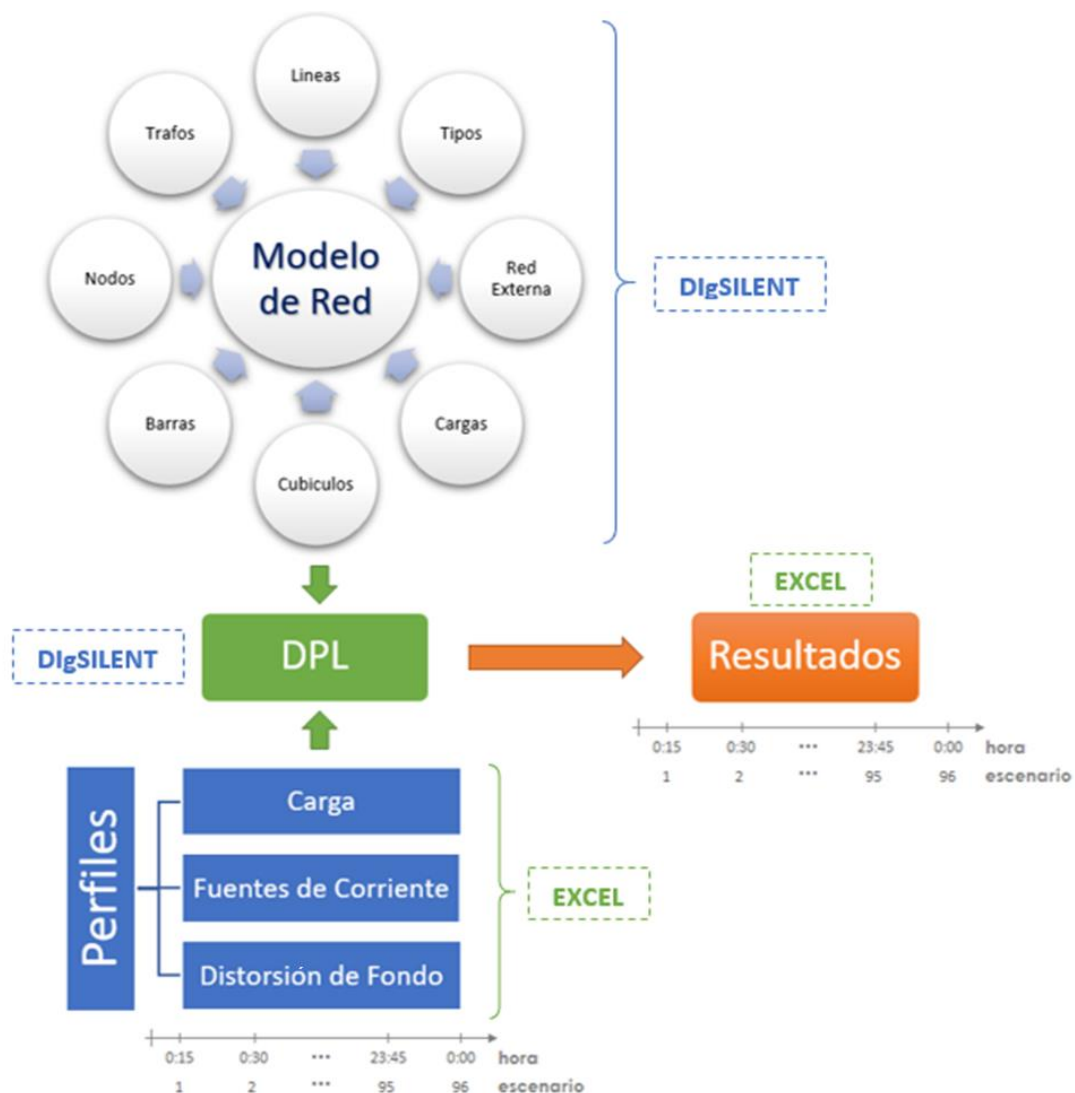 Lineas
Trafos
Tipos
Modelo
de Red
Nodos
Red
Externa
DIgSILENT
Barras
Cargas
Cubiculos
EXCEL
DIgSILENT
DPL
Resultados
0:15 0:30 ... 23:45 0:00 hora
1 2 ... 95 96 escenario
Perfiles
Carga
Fuentes de Corriente
EXCEL
Distorsión de Fondo
0:15 0:30 ... 23:45 0:00 hora
1 2 ... 95 96 escenario